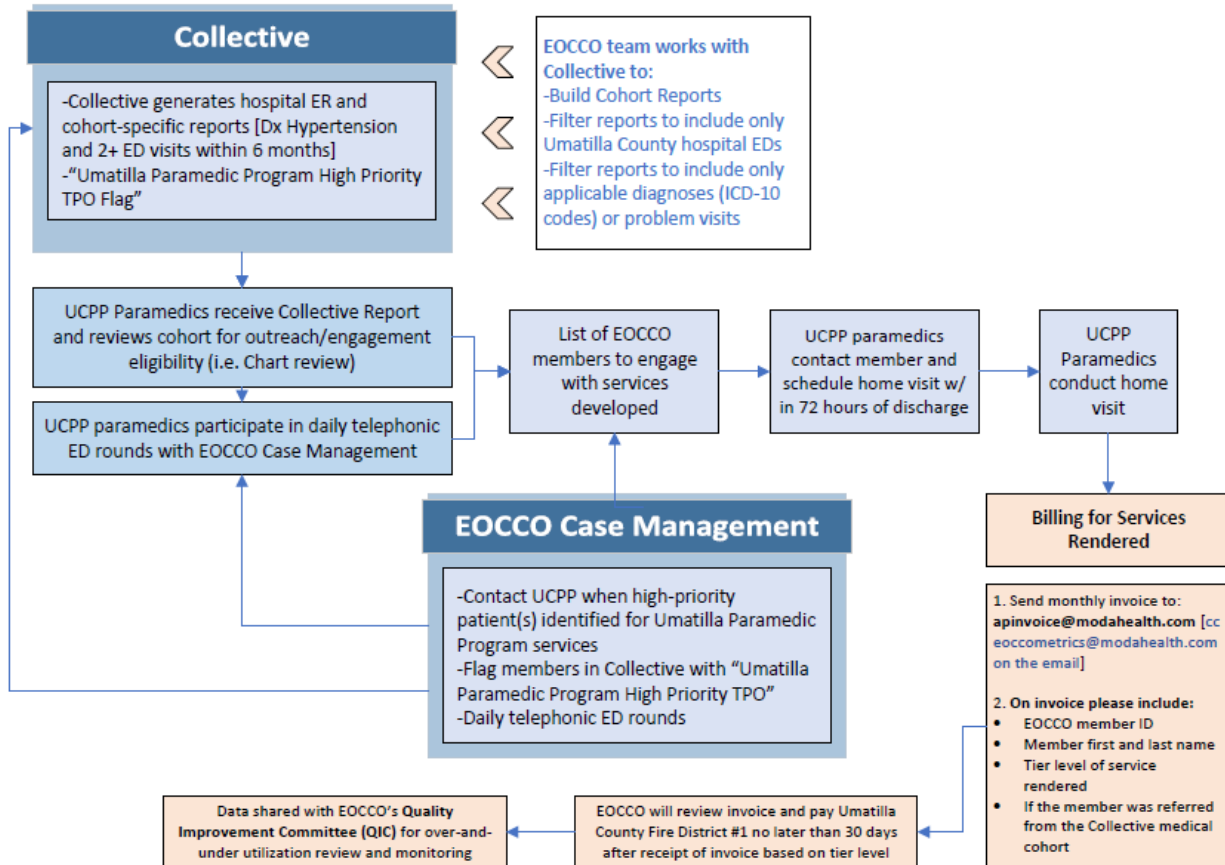 Collective
-Collective generates hospital ER and
cohort-specific reports [Dx Hypertension
and 2+ ED visits within 6 months]
-“Umatilla Paramedic Program High Priority
TPO Flag”
EOCCO team works with
Collective to:
-Build Cohort Reports
-Filter reports to include only
Umatilla County hospital EDs
-Filter reports to include only
applicable diagnoses (ICD-10
codes) or problem visits
UCPP Paramedics receive Collective Report
and reviews cohort for outreach/engagement
eligibility (i.e. Chart review)
UCPP paramedics participate in daily telephonic
ED rounds with EOCCO Case Management
List of EOCCO
members to engage
with services
developed
UCPP paramedics
contact member and
schedule home visit w/
in 72 hours of discharge
UCPP
Paramedics
conduct home
visit
EOCCO Case Management
-Contact UCPP when high-priority
patient(s) identified for Umatilla Paramedic
Program services
-Flag members in Collective with “Umatilla
Paramedic Program High Priority TPO”
-Daily telephonic ED rounds
Billing for Services
Rendered
1. Send monthly invoice to:
apinvoice@modahealth.com [cc
eoccometrics@modahealth.com
on the email]
2. On invoice please include:
• EOCCO member ID
• Member first and last name
• Tier level of service
rendered
• If the member was referred
from the Collective medical
cohort
EOCCO will review invoice and pay Umatilla
County Fire District #1 no later than 30 days
after receipt of invoice based on tier level
Data shared with EOCCO’s Quality
Improvement Committee (QIC) for over-and-
under utilization review and monitoring